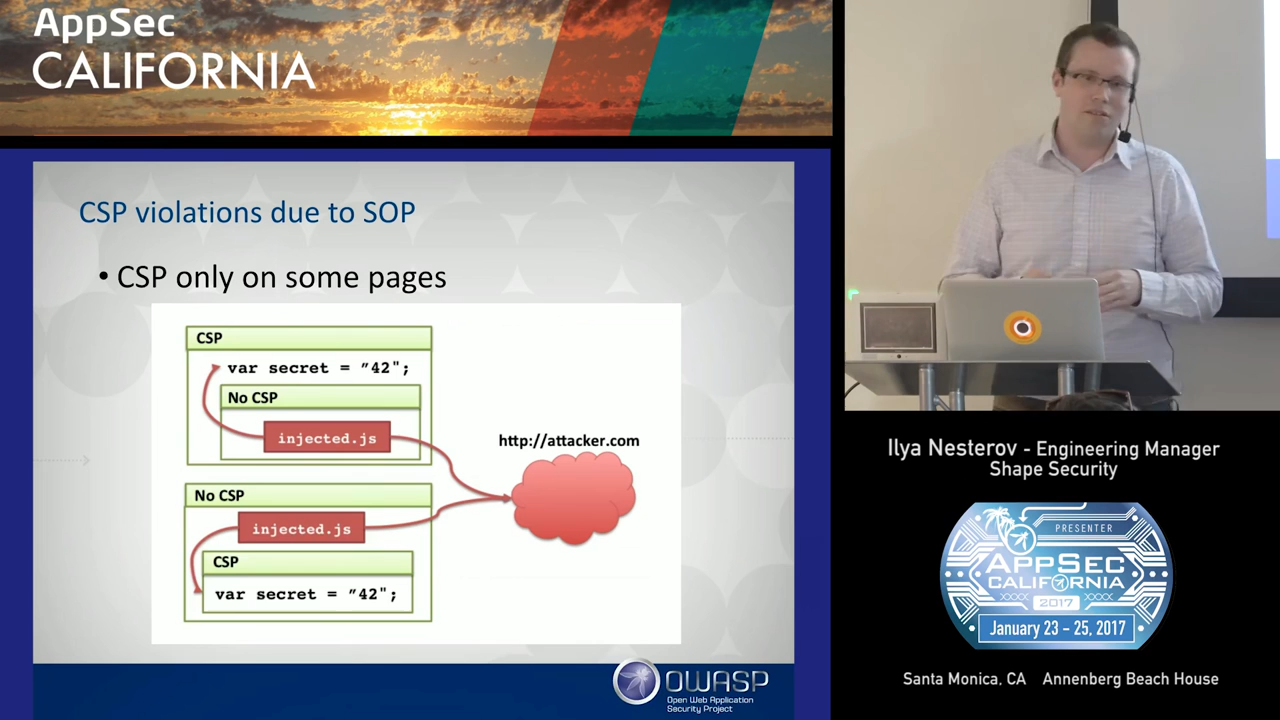 AppSec
CALIFORNIA
CSP violations due to SOP
• CSP only on some pages
CSP
var secret = ”42";
No CSP
injected.js
http://attacker.com
No CSP
injected.js
CSP
var secret = ”42";
OWASP
Open Web Application
Security Project
Ilya Nesterov - Engineering Manager
Shape Security
PRESENTER
APPSEC
CALIFORNIA
2017
January 23 – 25, 2017
Santa Monica, CA Annenberg Beach House